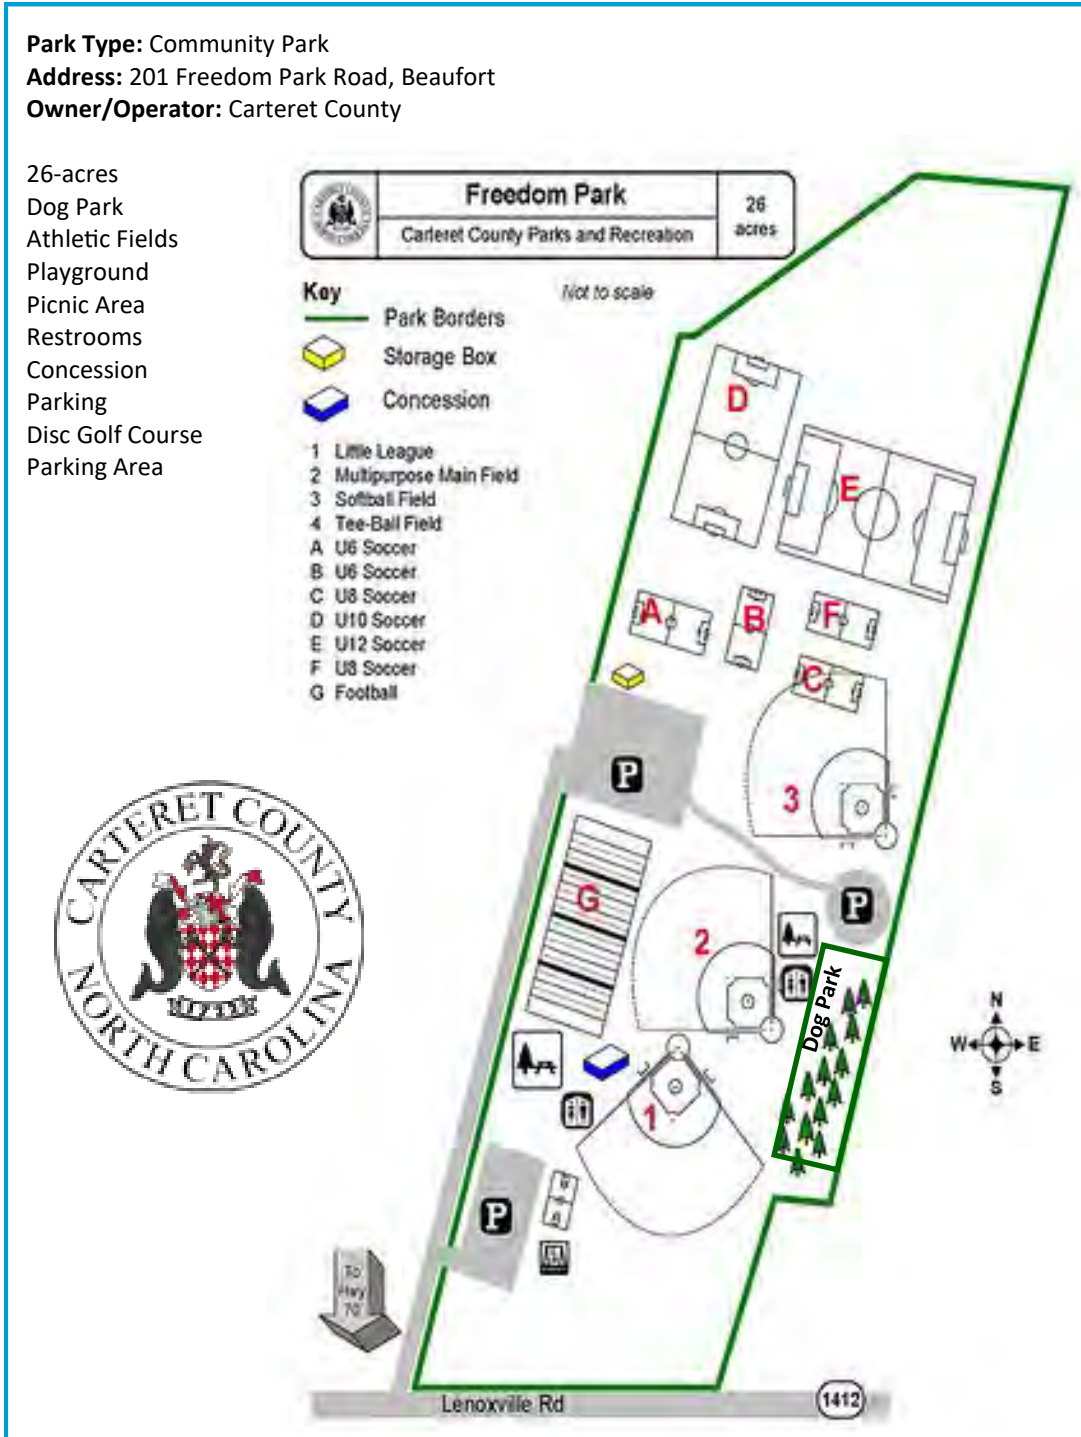 Park Type: Community Park
Address: 201 Freedom Park Road, Beaufort
Owner/Operator: Carteret County
26-acres
Dog Park
Athletic Fields
Playground
Picnic Area
Restrooms
Concession
Parking
Disc Golf Course
Parking Area
Freedom Park
Carteret County Parks and Recreation
26
acres
Key
Not to scale
Park Borders
Storage Box
Concession
1 Little League
2 Multipurpose Main Field
3 Softball Field
4 Tee-Ball Field
A U6 Soccer
B U6 Soccer
C U8 Soccer
D U10 Soccer
E U12 Soccer
F U8 Soccer
G Football
D
E
A
B
F
C
P
3
G
2
P
Dog Park
1
P
CARTERET COUNTY
NORTH CAROLINA
N
W E
S
To
Hwy
70
Lenoxville Rd
1412